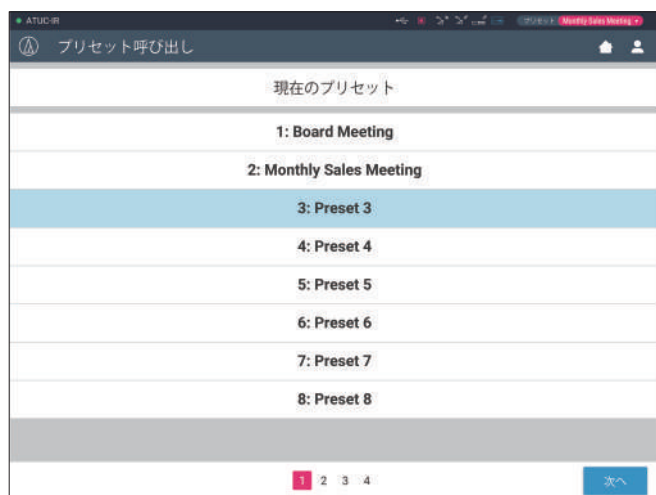 ATUC-IR プリセット Monthly Sales Meeting
プリセット呼び出し
現在のプリセット
1: Board Meeting
2: Monthly Sales Meeting
3: Preset 3
4: Preset 4
5: Preset 5
6: Preset 6
7: Preset 7
8: Preset 8
1 2 3 4 次へ